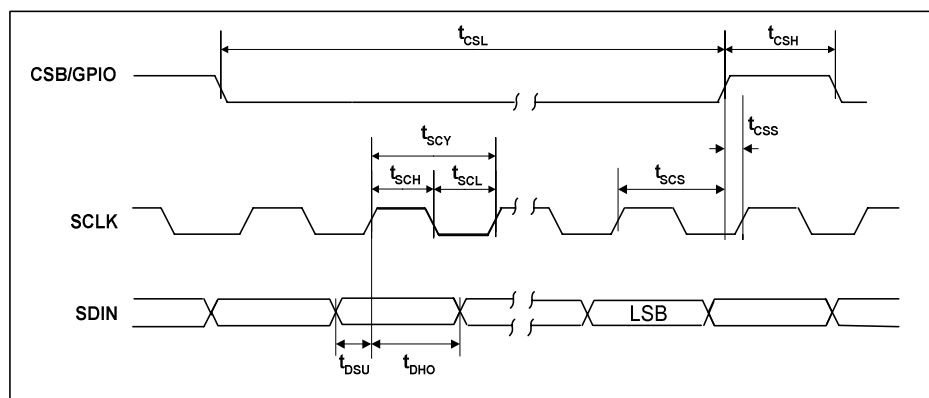 tCSL
tCSH
CSB/GPIO
tCSS
tSCY
tSCH
tSCL
tSCS
SCLK
SDIN
LSB
tDSU
tDHO